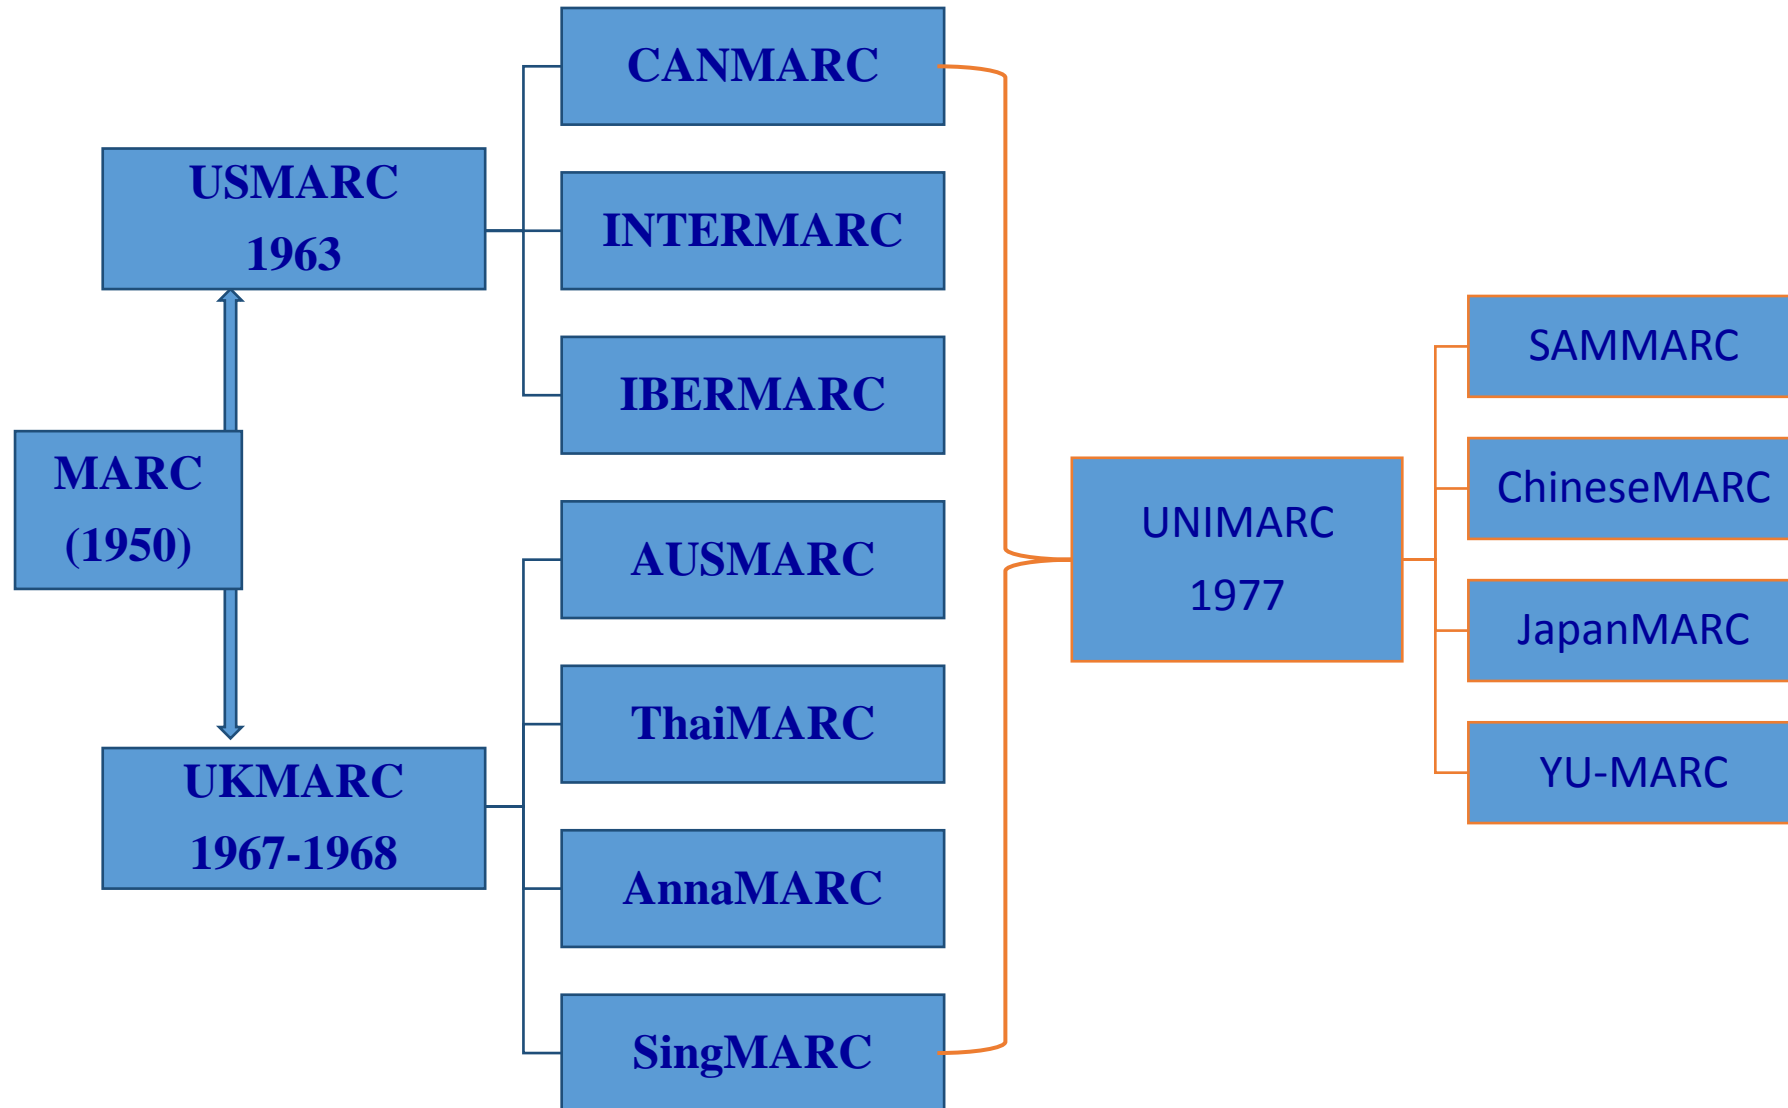 MARC
(1950)
USMARC
1963
UKMARC
1967-1968
CANMARC
INTERMARC
IBERMARC
AUSMARC
ThaiMARC
AnnaMARC
SingMARC
UNIMARC
1977
SAMMARC
ChineseMARC
JapanMARC
YU-MARC